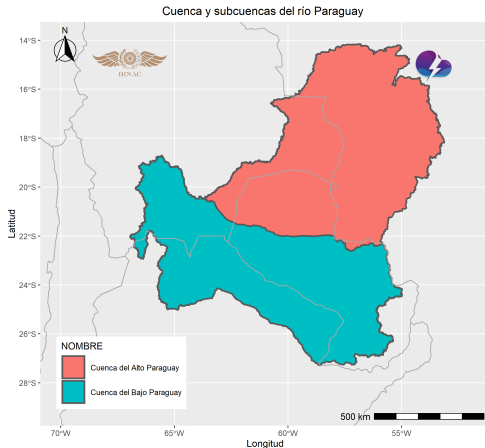 Cuenca y subcuencas del río Paraguay
N
DINAC
14°S
16°S
18°S
20°S
22°S
24°S
26°S
28°S
Latitud
NOMBRE
Cuenca del Alto Paraguay
Cuenca del Bajo Paraguay
500 km
70°W
65°W
60°W
55°W
Longitud